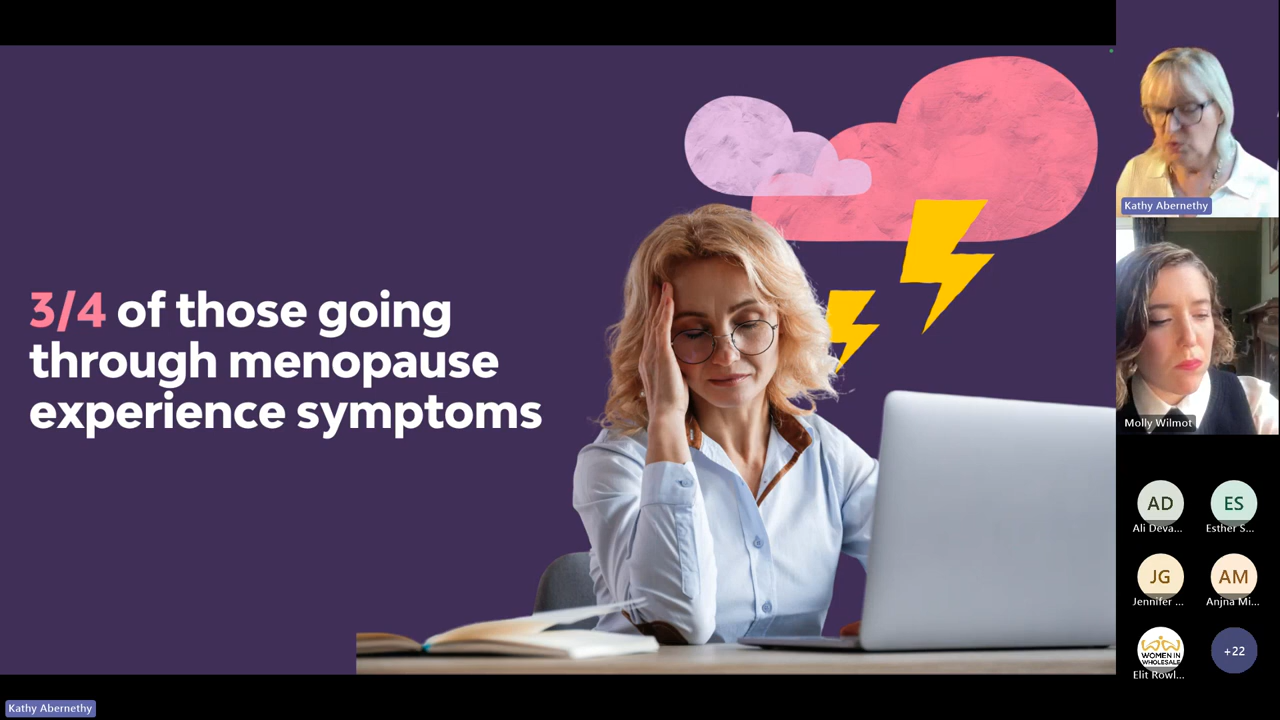 3/4 of those going
through menopause
experience symptoms
Kathy Abernethy
Molly Wilmot
AD
ES
Ali Deva...
Esther S...
JG
AM
Jennifer ...
Anjna Mi...
WOMEN IN
WHOLESALE
+22
Elit Rowl...
Kathy Abernethy